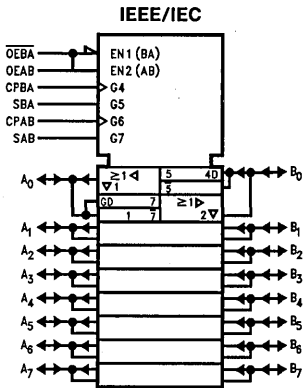 IEEE/IEC
OEBA EN1 (BA)
OEAB EN2 (AB)
CPBA G4
SBA G5
CPAB G6
SAB G7
A0 ≥1 ◁ 5 4D B0
▽1 5
GD 7 ≥1 ▷
1 7 2▽
A1 B1
A2 B2
A3 B3
A4 B4
A5 B5
A6 B6
A7 B7